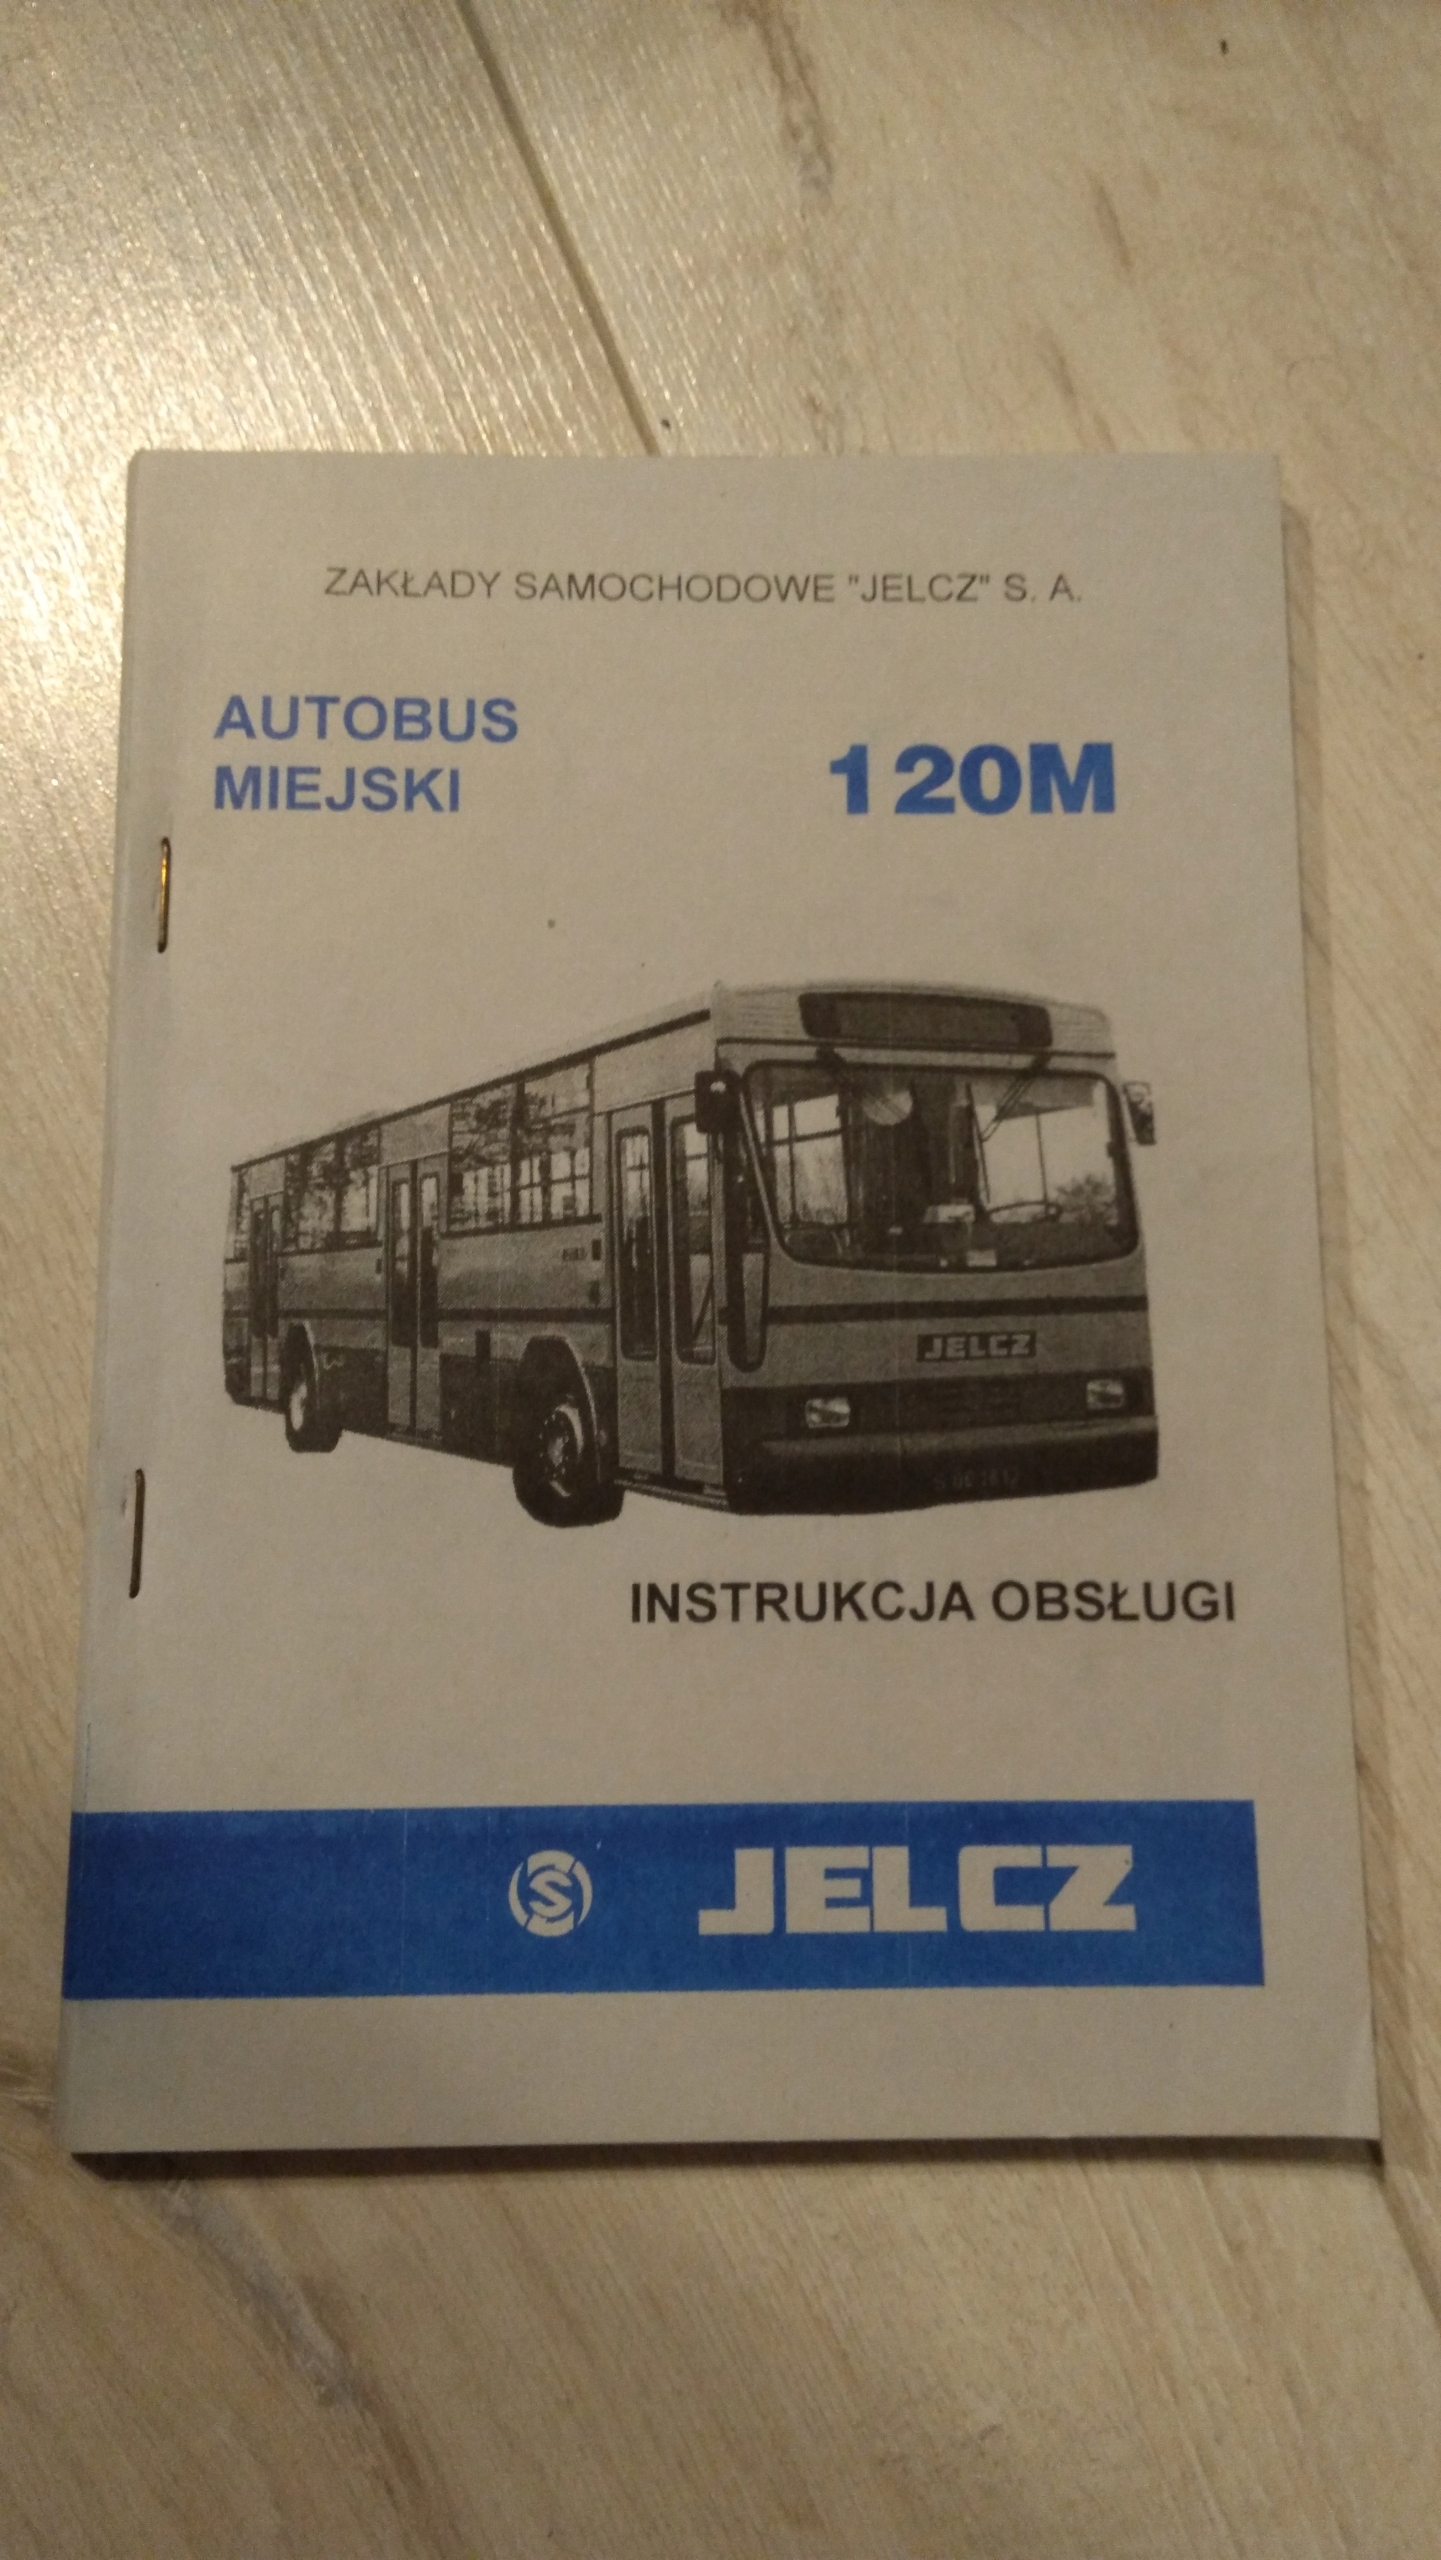 ZAKŁADY SAMOCHODOWE "JELCZ" S. A.
AUTOBUS
MIEJSKI
120M
JELCZ
INSTRUKCJA OBSŁUGI
JELCZ